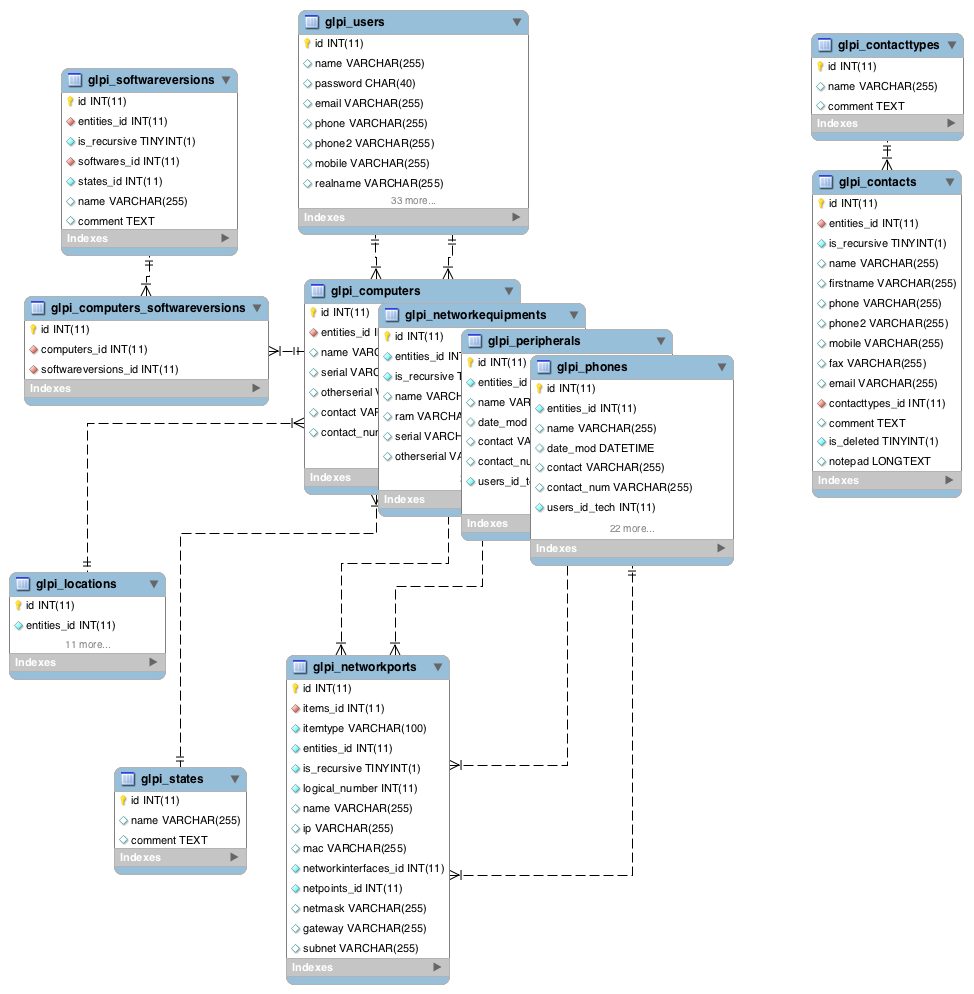 glpi_users
id INT(11)
name VARCHAR(255)
password CHAR(40)
email VARCHAR(255)
phone VARCHAR(255)
phone2 VARCHAR(255)
mobile VARCHAR(255)
realname VARCHAR(255)
33 more...
Indexes
glpi_contacttypes
id INT(11)
name VARCHAR(255)
comment TEXT
Indexes
glpi_softwareversions
id INT(11)
entities_id INT(11)
is_recursive TINYINT(1)
softwares_id INT(11)
states_id INT(11)
name VARCHAR(255)
comment TEXT
Indexes
glpi_contacts
id INT(11)
entities_id INT(11)
is_recursive TINYINT(1)
name VARCHAR(255)
firstname VARCHAR(255)
phone VARCHAR(255)
phone2 VARCHAR(255)
mobile VARCHAR(255)
fax VARCHAR(255)
email VARCHAR(255)
contacttypes_id INT(11)
comment TEXT
is_deleted TINYINT(1)
notepad LONGTEXT
Indexes
glpi_computers_softwareversions
id INT(11)
computers_id INT(11)
softwareversions_id INT(11)
Indexes
glpi_computers
id INT(11)
entities_id
name VARC
serial VARC
otherserial
contact VAR
contact_num
Indexes
glpi_networkequipments
id INT(11)
entities_id INT
is_recursive T
name VARCH
ram VARCHA
serial VARCH
otherserial VA
Indexes
glpi_peripherals
id INT(11)
entities_id
name VAR
date_mod
contact VA
contact_nu
users_id_t
Indexes
glpi_phones
id INT(11)
entities_id INT(11)
name VARCHAR(255)
date_mod DATETIME
contact VARCHAR(255)
contact_num VARCHAR(255)
users_id_tech INT(11)
22 more...
Indexes
glpi_locations
id INT(11)
entities_id INT(11)
11 more...
Indexes
glpi_states
id INT(11)
name VARCHAR(255)
comment TEXT
Indexes
glpi_networkports
id INT(11)
items_id INT(11)
itemtype VARCHAR(100)
entities_id INT(11)
is_recursive TINYINT(1)
logical_number INT(11)
name VARCHAR(255)
ip VARCHAR(255)
mac VARCHAR(255)
networkinterfaces_id INT(11)
netpoints_id INT(11)
netmask VARCHAR(255)
gateway VARCHAR(255)
subnet VARCHAR(255)
Indexes